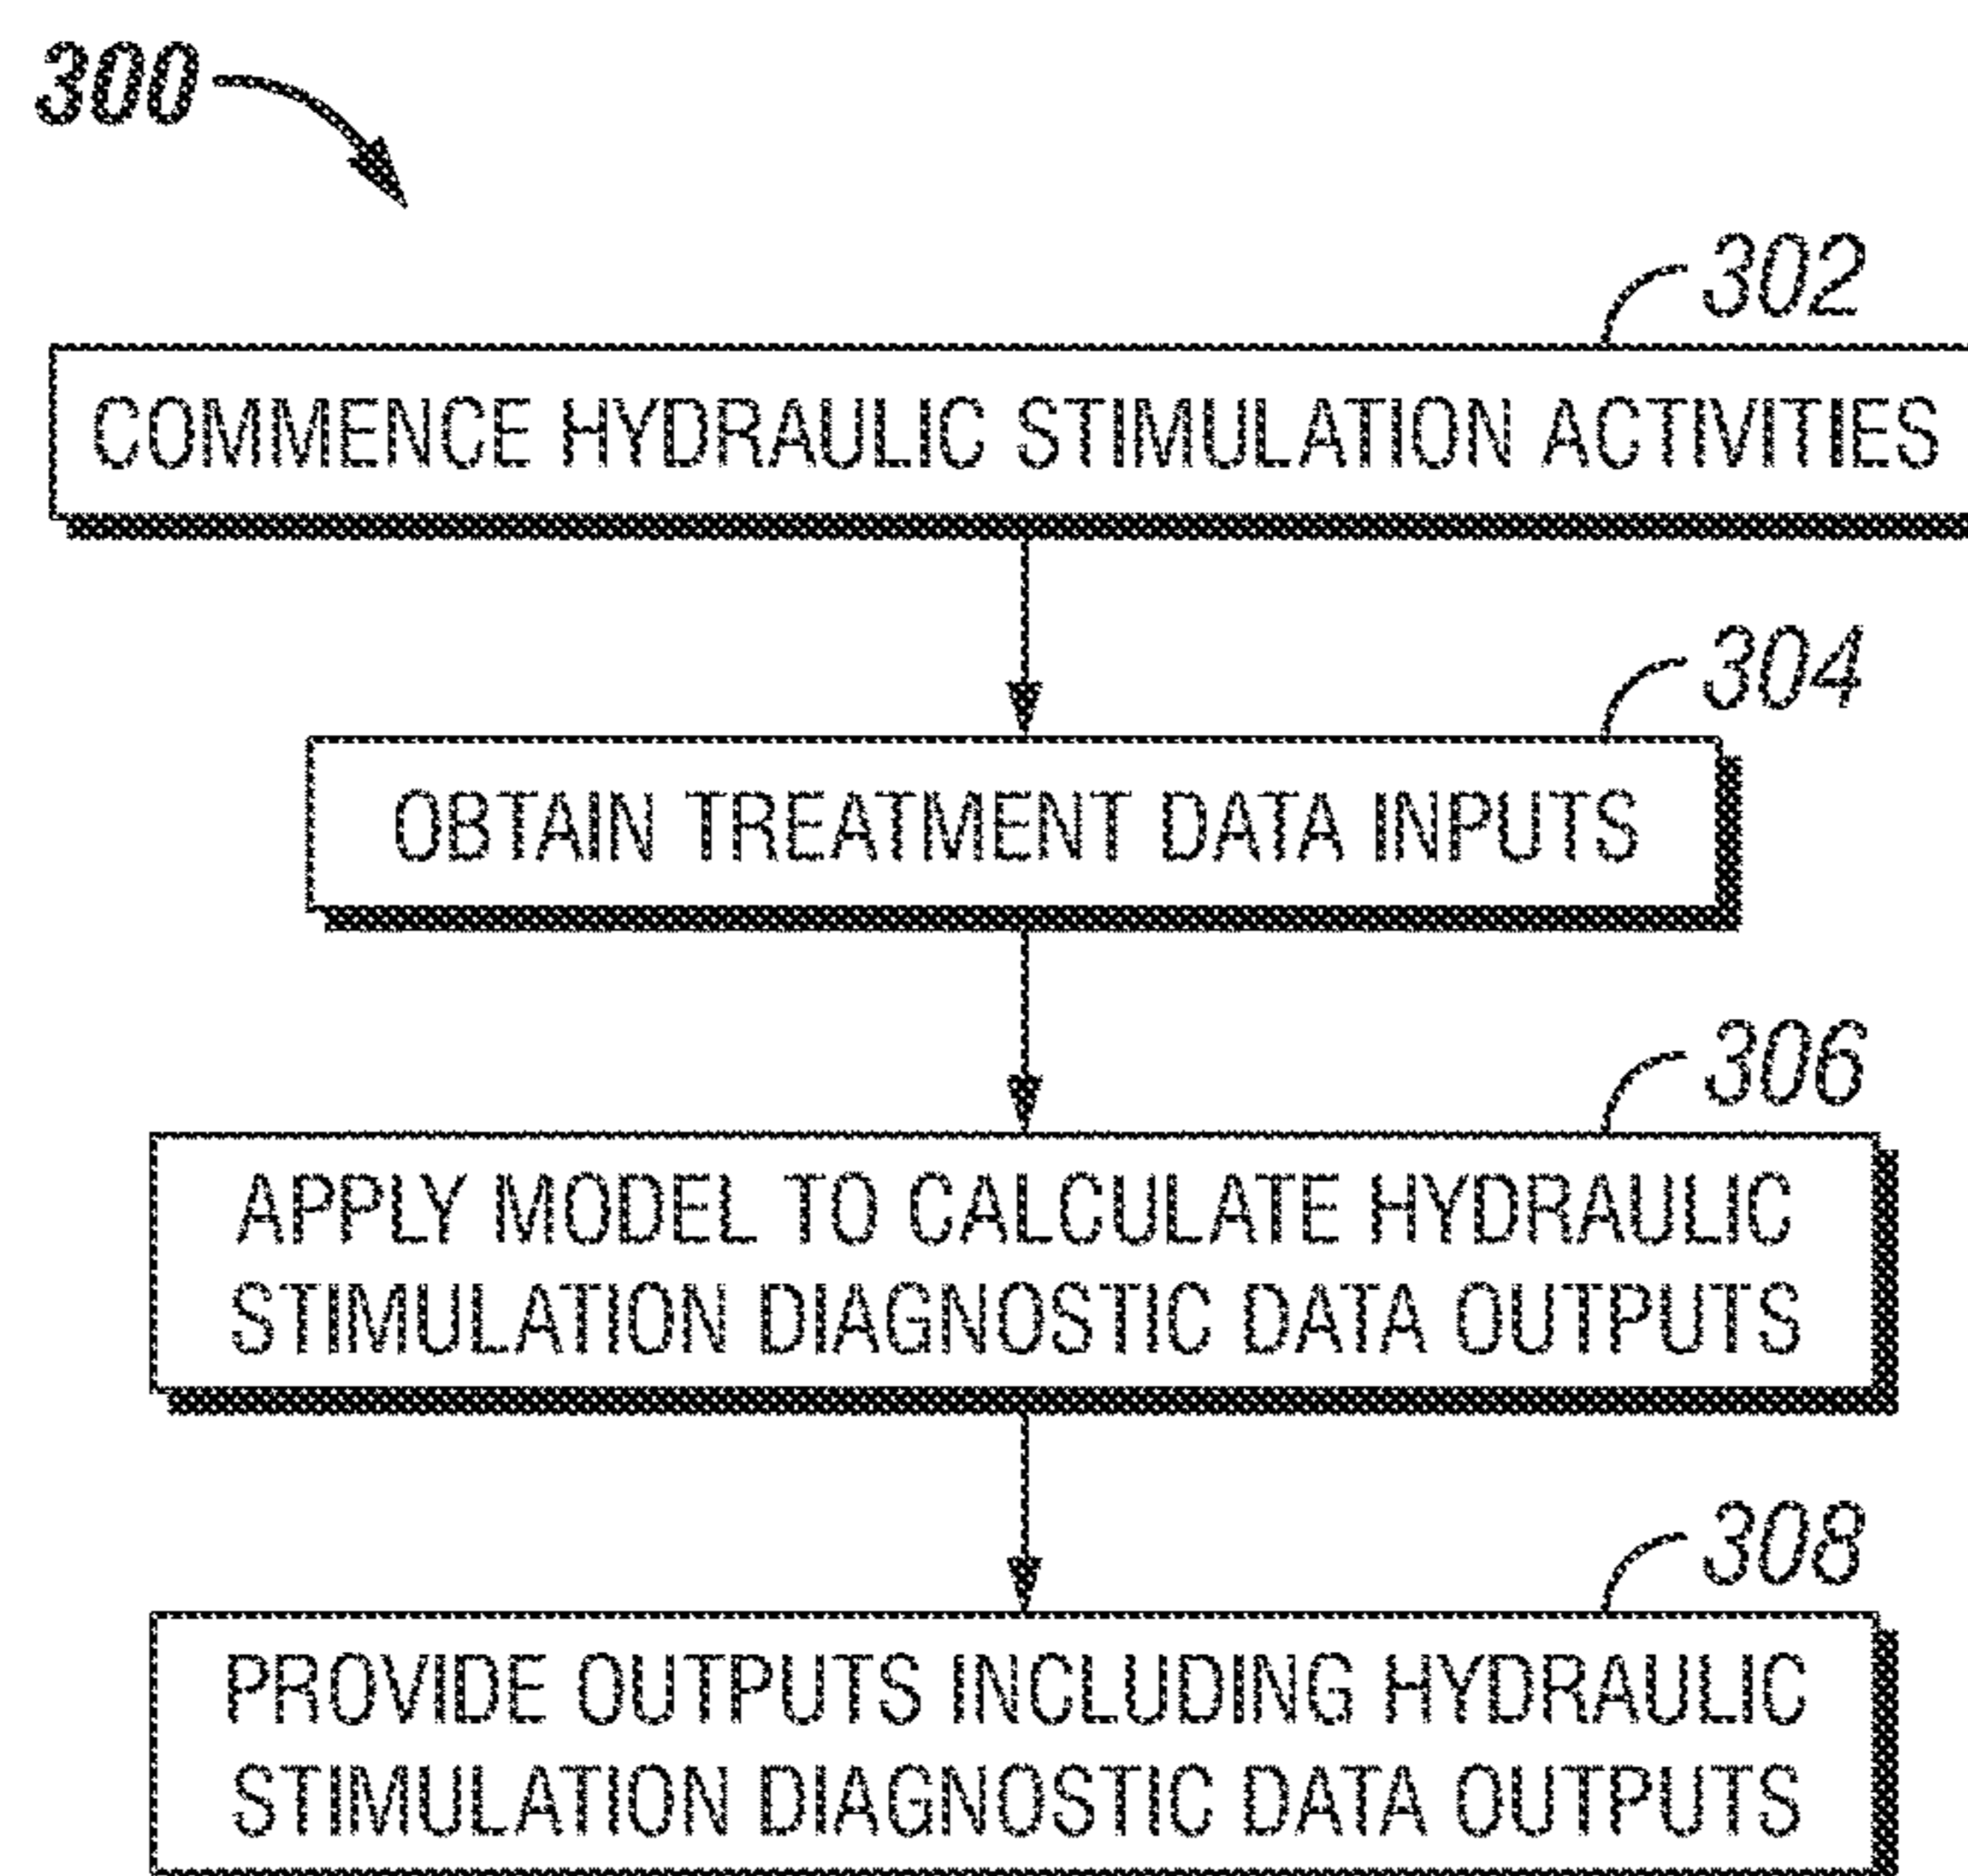 300
302
COMMENCE HYDRAULIC STIMULATION ACTIVITIES
304
OBTAIN TREATMENT DATA INPUTS
306
APPLY MODEL TO CALCULATE HYDRAULIC
STIMULATION DIAGNOSTIC DATA OUTPUTS
308
PROVIDE OUTPUTS INCLUDING HYDRAULIC
STIMULATION DIAGNOSTIC DATA OUTPUTS